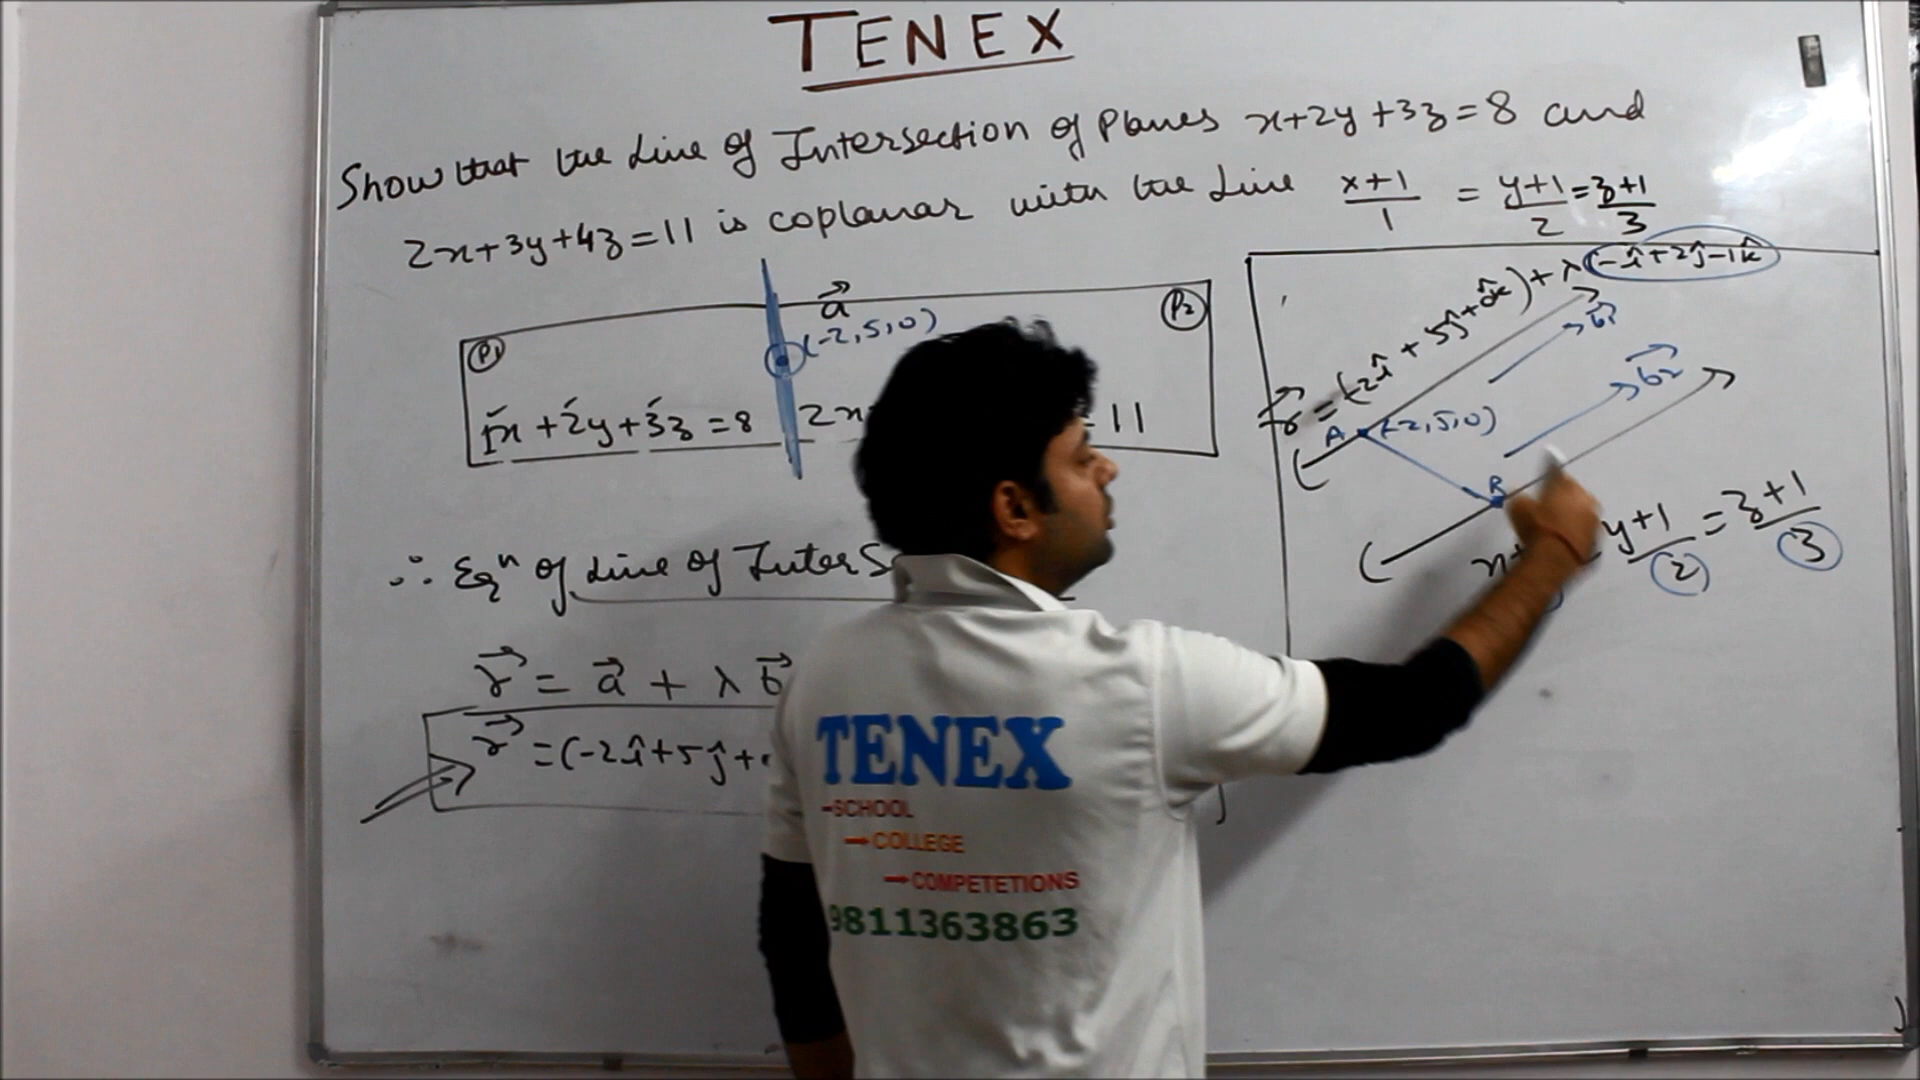 TENEX
Show that the Line of Intersection of Planes x+2y+3z=8 and
2x+3y+4z=11 is coplanar with the Line x+1/1 = y+1/2 = z+1/3
a⃗
(-2,5,0)
P1
P2
1x+2y+3z=8
2x
=11
∴ Eqⁿ of Line of Inters
r⃗ = a⃗ + λ b⃗
r⃗ = (-2î+5ĵ+
r⃗ = (-2î + 5ĵ + 0k̂) + λ(-î+2ĵ-1k̂)
b⃗1
b⃗2
A (-2,5,0)
B
y+1/2 = z+1/3
TENEX
SCHOOL
COLLEGE
COMPETETIONS
9811363863